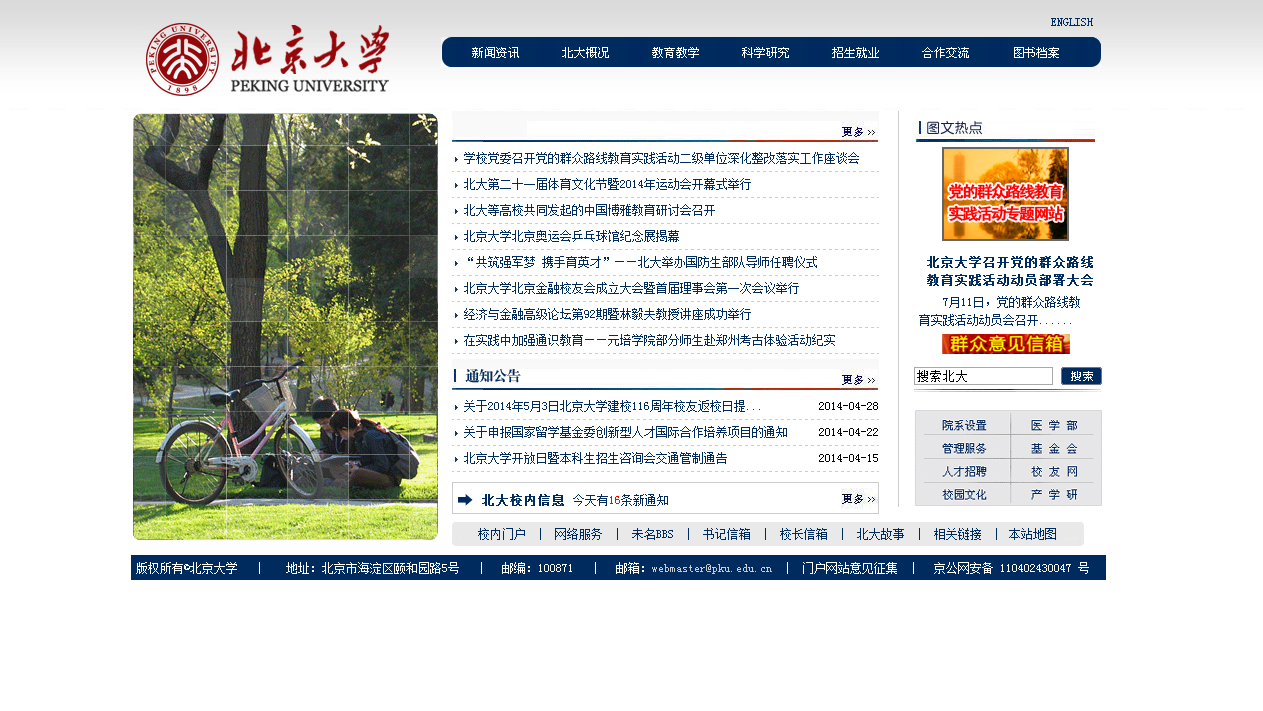 ENGLISH
PEKING UNIVERSITY
1898
北京大学
PEKING UNIVERSITY
新闻资讯 北大概况 教育教学 科学研究 招生就业 合作交流 图书档案
更多 >>
学校党委召开党的群众路线教育实践活动二级单位深化整改落实工作座谈会
北大第二十一届体育文化节暨2014年运动会开幕式举行
北大等高校共同发起的中国博雅教育研讨会召开
北京大学北京奥运会乒乓球馆纪念展揭幕
“共筑强军梦 携手育英才”——北大举办国防生部队导师任聘仪式
北京大学北京金融校友会成立大会暨首届理事会第一次会议举行
经济与金融高级论坛第92期暨林毅夫教授讲座成功举行
在实践中加强通识教育——元培学院部分师生赴郑州考古体验活动纪实
通知公告 更多 >>
关于2014年5月3日北京大学建校116周年校友返校日提... 2014-04-28
关于申报国家留学基金委创新型人才国际合作培养项目的通知 2014-04-22
北京大学开放日暨本科生招生咨询会交通管制通告 2014-04-15
北大校内信息 今天有16条新通知 更多 >>
图文热点
党的群众路线教育
实践活动专题网站
北京大学召开党的群众路线
教育实践活动动员部署大会
7月11日，党的群众路线教
育实践活动动员会召开......
群众意见信箱
搜索北大 搜索
院系设置 医 学 部
管理服务 基 金 会
人才招聘 校 友 网
校园文化 产 学 研
校内门户 | 网络服务 | 未名BBS | 书记信箱 | 校长信箱 | 北大故事 | 相关链接 | 本站地图
版权所有©北京大学 | 地址：北京市海淀区颐和园路5号 | 邮编：100871 | 邮箱：webmaster@pku.edu.cn | 门户网站意见征集 | 京公网安备 110402430047 号